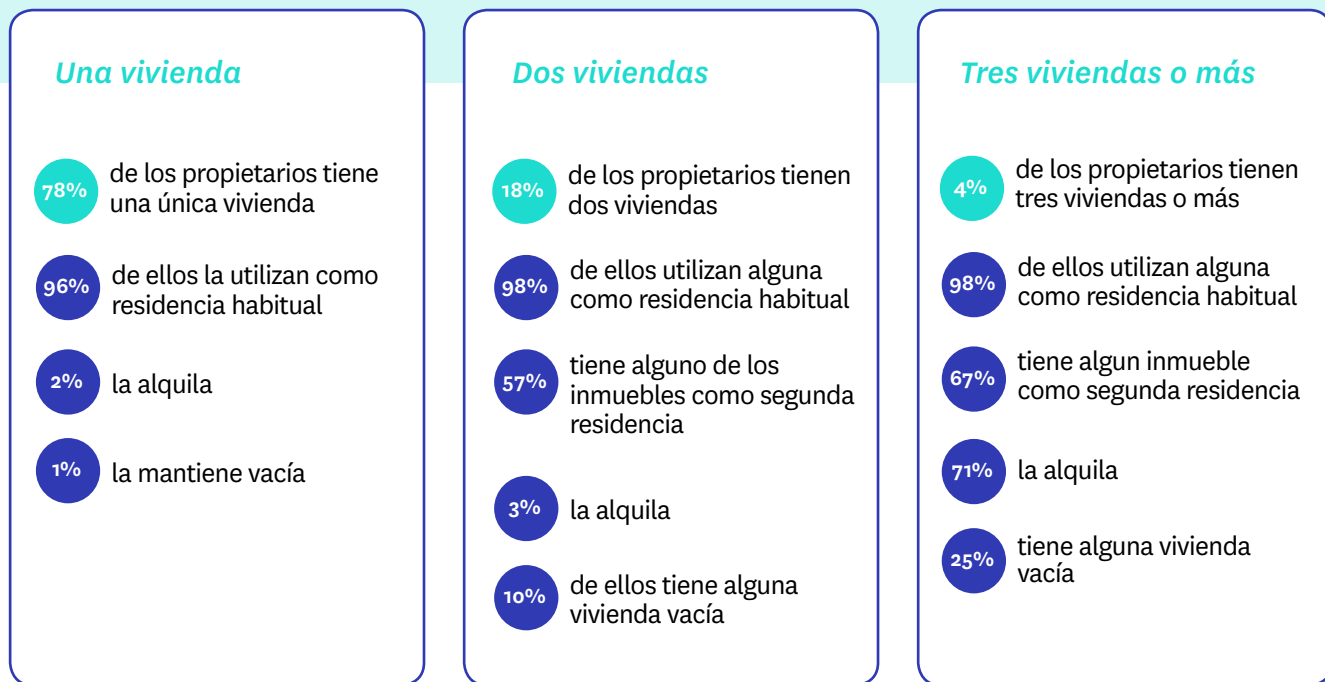 Una vivienda
78%
de los propietarios tiene
una única vivienda
96%
de ellos la utilizan como
residencia habitual
2%
la alquila
1%
la mantiene vacía
Dos viviendas
18%
de los propietarios tienen
dos viviendas
98%
de ellos utilizan alguna
como residencia habitual
57%
tiene alguno de los
inmuebles como segunda
residencia
3%
la alquila
10%
de ellos tiene alguna
vivienda vacía
Tres viviendas o más
4%
de los propietarios tienen
tres viviendas o más
98%
de ellos utilizan alguna
como residencia habitual
67%
tiene algun inmueble
como segunda residencia
71%
la alquila
25%
tiene alguna vivienda
vacía